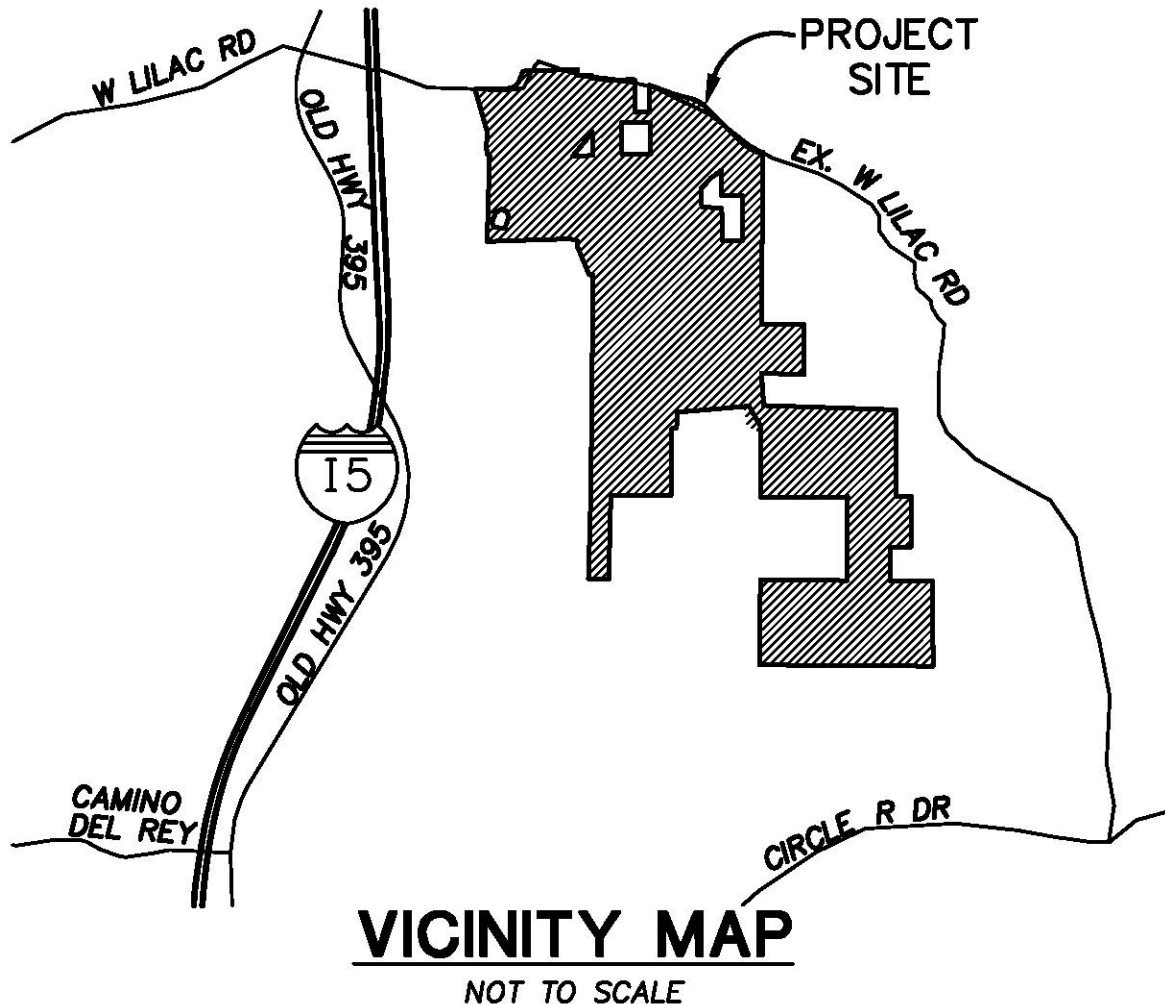 PROJECT
SITE
W LILAC RD
OLD HWY 395
EX. W LILAC RD
I5
OLD HWY 395
CAMINO
DEL REY
CIRCLE R DR
VICINITY MAP
NOT TO SCALE